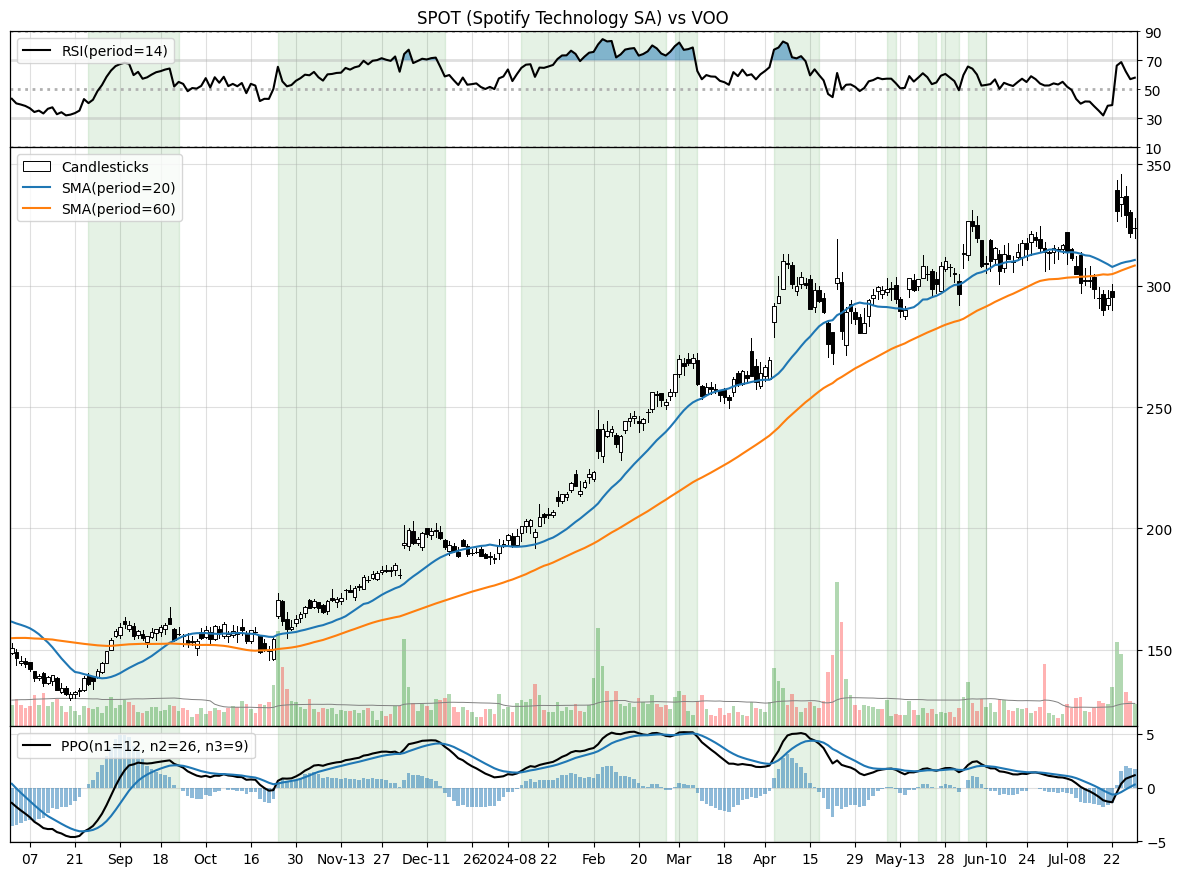 SPOT (Spotify Technology SA) vs VOO
RSI(period=14)
90
70
50
30
10
Candlesticks
SMA(period=20)
SMA(period=60)
350
300
250
200
150
PPO(n1=12, n2=26, n3=9)
5
0
−5
07 21 Sep 18 Oct 16 30 Nov-13 27 Dec-11 26 2024-08 22 Feb 20 Mar 18 Apr 15 29 May-13 28 Jun-10 24 Jul-08 22